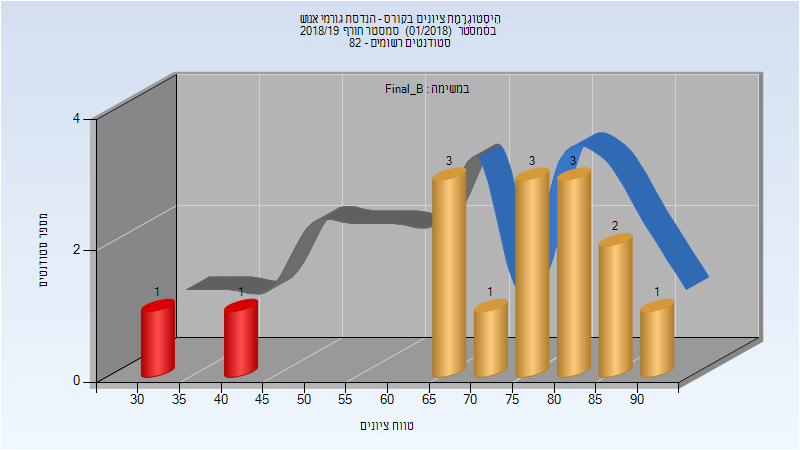 היסטוגרמת ציונים בקורס - הנדסת גורמי אנוש
בסמסטר (01/2018) סמסטר חורף 2018/19
סטודנטים רשומים - 82
במשימה : Final_B
4
2
0
מספר סטודנטים
1
1
3
1
3
3
2
1
30 35 40 45 50 55 60 65 70 75 80 85 90
טווח ציונים